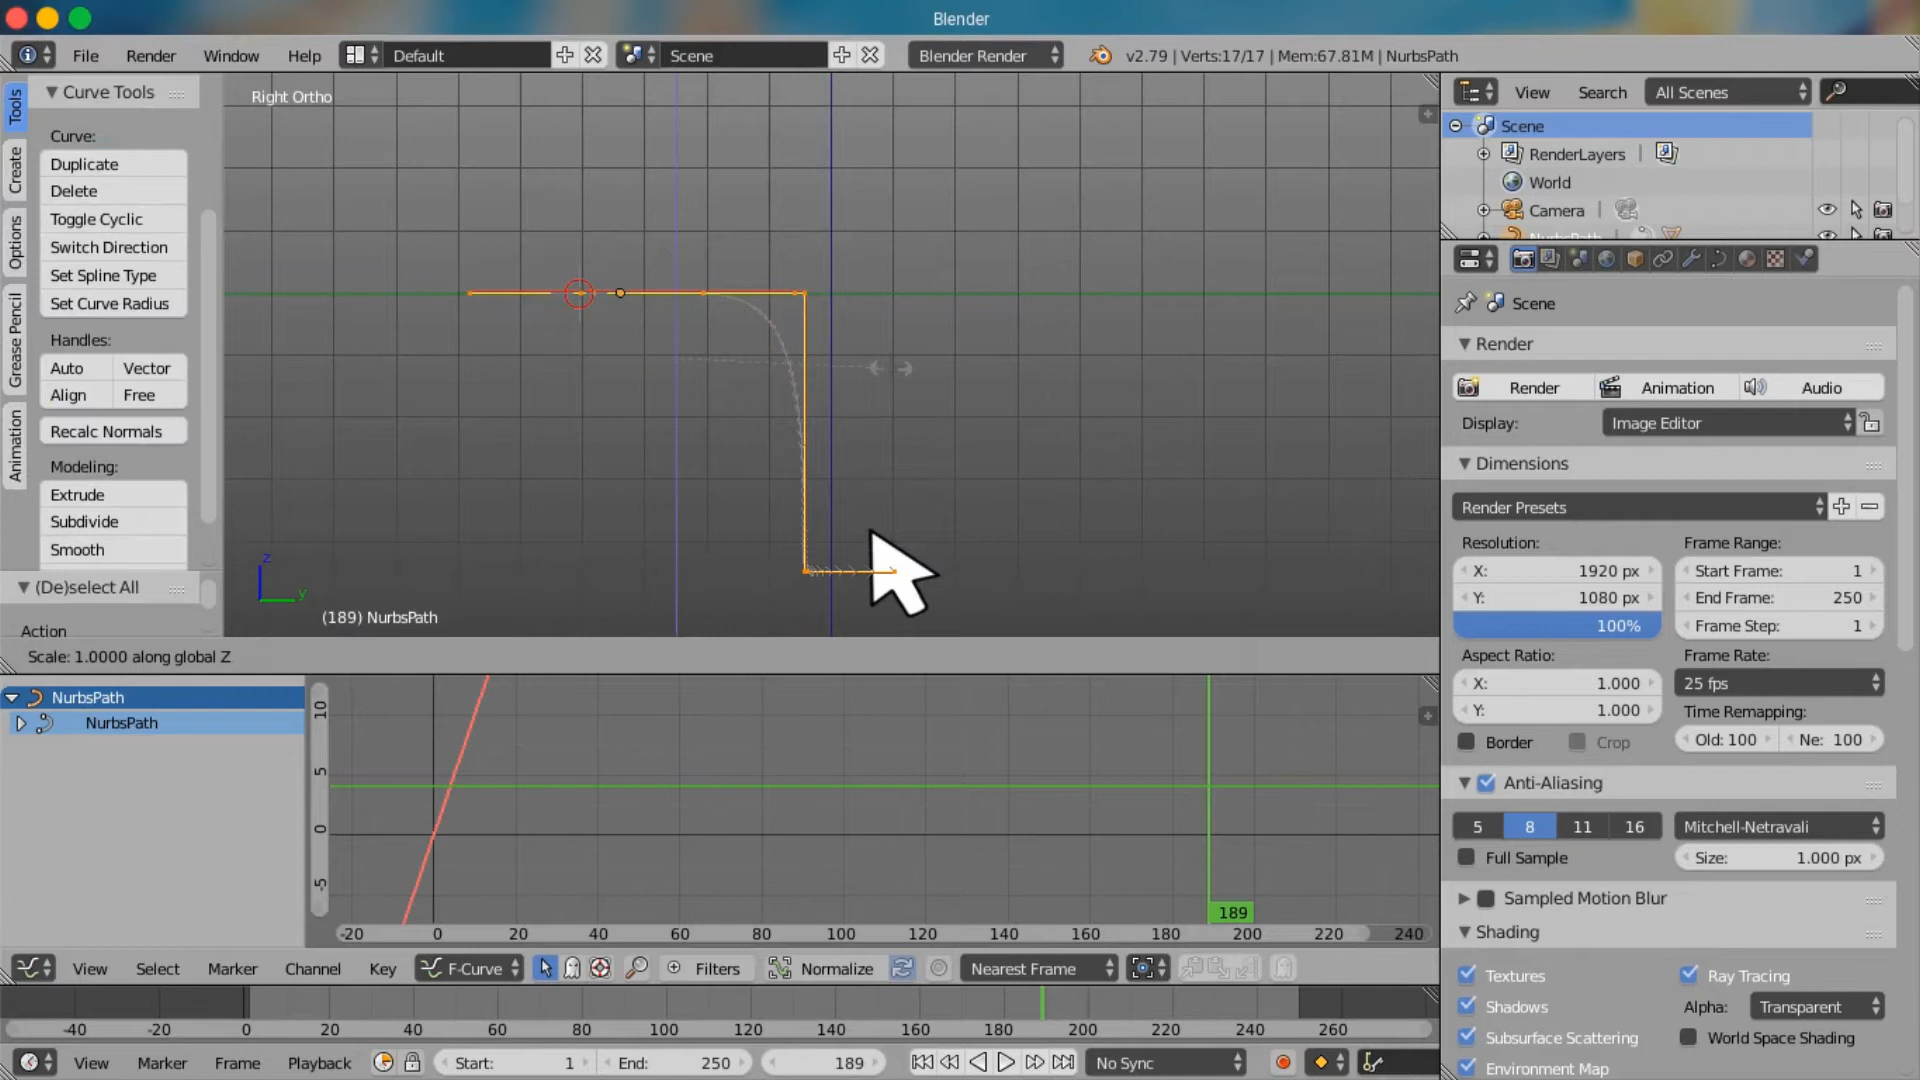 Blender
File Render Window Help Default Scene Blender Render v2.79 | Verts:17/17 | Mem:67.81M | NurbsPath
Tools
Create
Options
Grease Pencil
Animation
Curve Tools
Curve:
Duplicate
Delete
Toggle Cyclic
Switch Direction
Set Spline Type
Set Curve Radius
Handles:
Auto Vector
Align Free
Recalc Normals
Modeling:
Extrude
Subdivide
Smooth
(De)select All
Action
Right Ortho
z
y
(189) NurbsPath
Scale: 1.0000 along global Z
NurbsPath
NurbsPath
10
5
0
-5
189
-20 0 20 40 60 80 100 120 140 160 180 200 220 240
View Select Marker Channel Key F-Curve Filters Normalize Nearest Frame
-40 -20 0 20 40 60 80 100 120 140 160 180 200 220 240 260
View Marker Frame Playback Start: 1 End: 250 189 No Sync
View Search All Scenes
Scene
RenderLayers
World
Camera
NurbsPath
Scene
Render
Render Animation Audio
Display: Image Editor
Dimensions
Render Presets
Resolution: Frame Range:
X: 1920 px Start Frame: 1
Y: 1080 px End Frame: 250
100% Frame Step: 1
Aspect Ratio: Frame Rate:
X: 1.000 25 fps
Y: 1.000 Time Remapping:
Border Crop Old: 100 Ne: 100
Anti-Aliasing
5 8 11 16 Mitchell-Netravali
Full Sample Size: 1.000 px
Sampled Motion Blur
Shading
Textures Ray Tracing
Shadows Alpha: Transparent
Subsurface Scattering World Space Shading
Environment Map